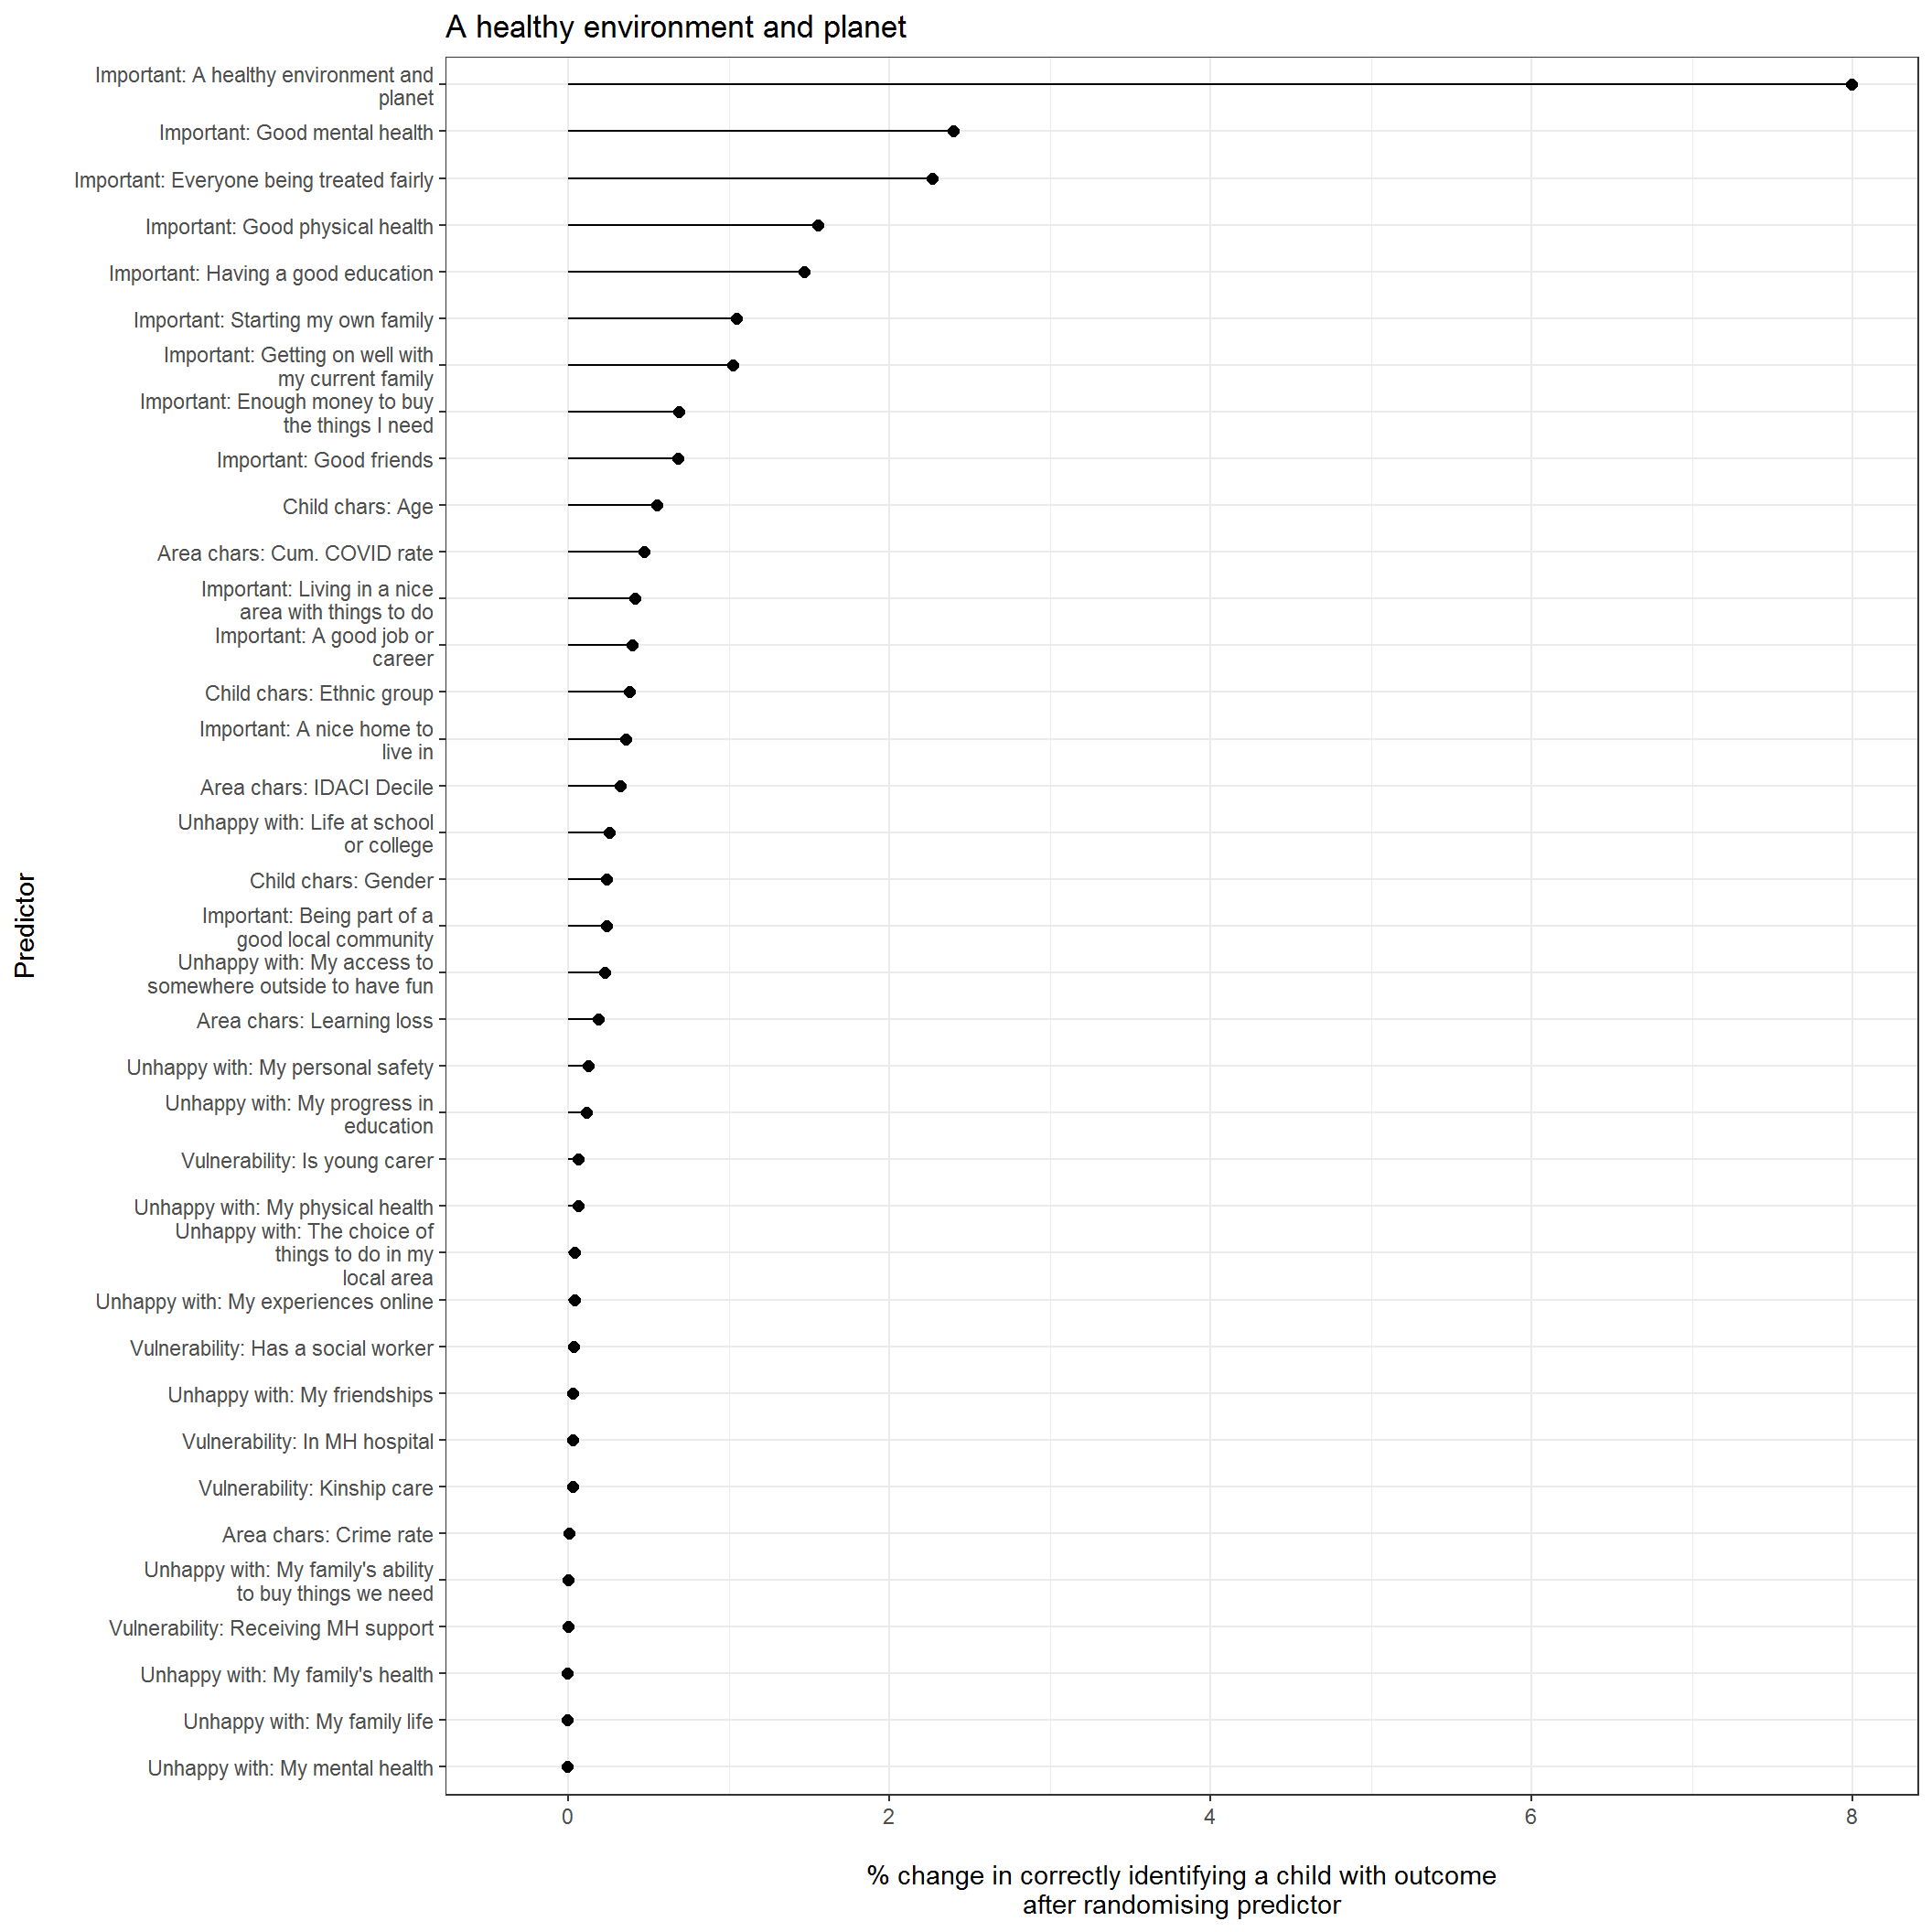 A healthy environment and planet
Important: A healthy environment and
planet
Important: Good mental health
Important: Everyone being treated fairly
Important: Good physical health
Important: Having a good education
Important: Starting my own family
Important: Getting on well with
my current family
Important: Enough money to buy
the things I need
Important: Good friends
Child chars: Age
Area chars: Cum. COVID rate
Important: Living in a nice
area with things to do
Important: A good job or
career
Child chars: Ethnic group
Important: A nice home to
live in
Area chars: IDACI Decile
Unhappy with: Life at school
or college
Child chars: Gender
Important: Being part of a
good local community
Unhappy with: My access to
somewhere outside to have fun
Area chars: Learning loss
Unhappy with: My personal safety
Unhappy with: My progress in
education
Vulnerability: Is young carer
Unhappy with: My physical health
Unhappy with: The choice of
things to do in my
local area
Unhappy with: My experiences online
Vulnerability: Has a social worker
Unhappy with: My friendships
Vulnerability: In MH hospital
Vulnerability: Kinship care
Area chars: Crime rate
Unhappy with: My family's ability
to buy things we need
Vulnerability: Receiving MH support
Unhappy with: My family's health
Unhappy with: My family life
Unhappy with: My mental health
Predictor
0 2 4 6 8
% change in correctly identifying a child with outcome
after randomising predictor